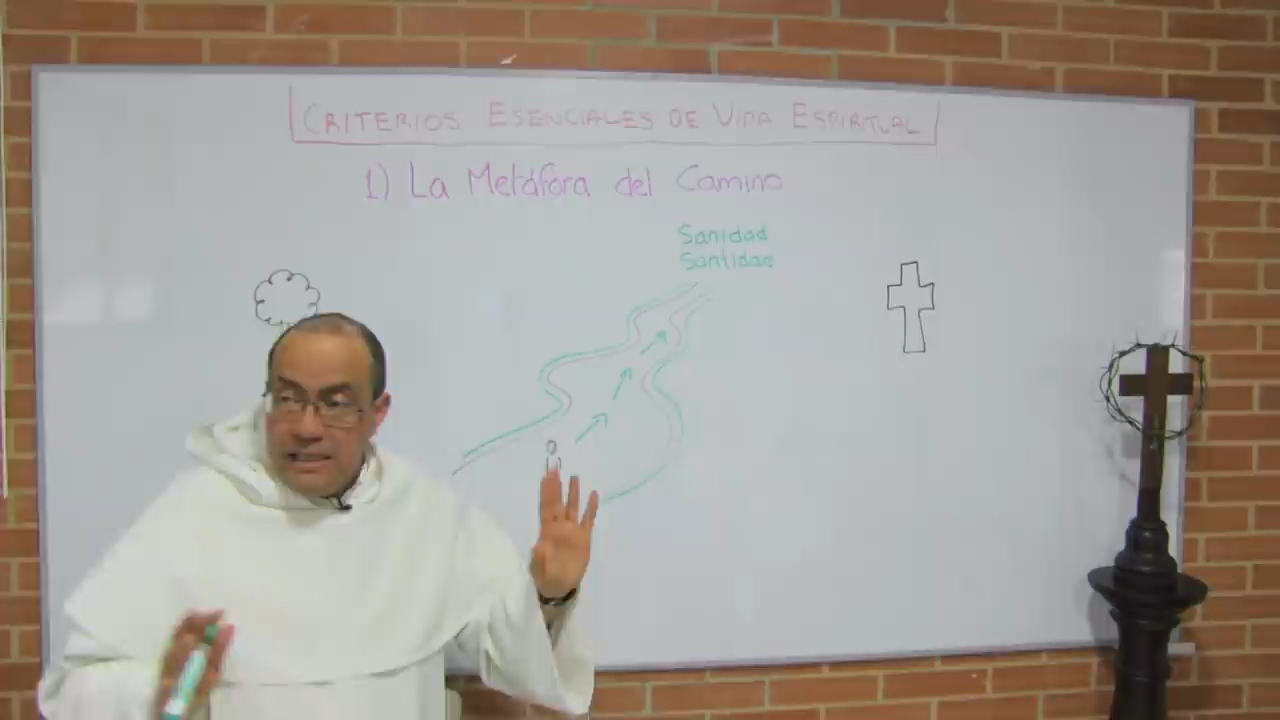 CRITERIOS ESENCIALES DE VIDA ESPIRITUAL
1) La Metáfora del Camino
Sanidad
Santidad